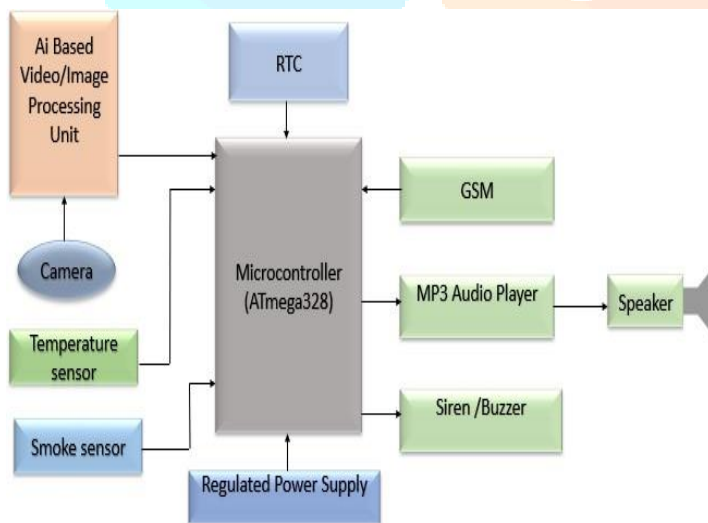 Ai Based
Video/Image
Processing
Unit
RTC
GSM
Camera
Microcontroller
(ATmega328)
MP3 Audio Player
Speaker
Temperature
sensor
Siren /Buzzer
Smoke sensor
Regulated Power Supply